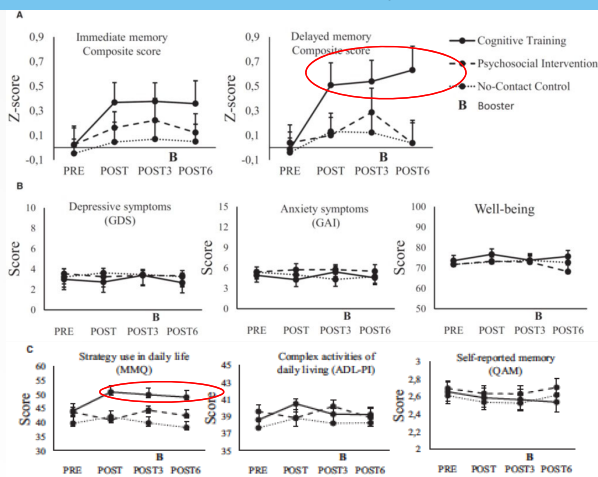 A
Immediate memory
Composite score
Z-score
0,9
0,7
0,5
0,3
0,1
-0,1
PRE POST POST3 POST6
B
Delayed memory
Composite score
Z-score
0,9
0,7
0,5
0,3
0,1
-0,1
PRE POST POST3 POST6
B
Cognitive Training
Psychosocial Intervention
No-Contact Control
B Booster
B
Depressive symptoms
(GDS)
Score
10
8
6
4
2
0
PRE POST POST3 POST6
B
Anxiety symptoms
(GAI)
Score
15
12
9
6
3
0
PRE POST POST3 POST6
B
Well-being
Score
100
90
80
70
60
50
PRE POST POST3 POST6
B
C
Strategy use in daily life
(MMQ)
Score
60
55
50
45
40
35
30
PRE POST POST3 POST6
B
Complex activities of
daily living (ADL-PI)
Score
45
43
41
39
37
35
PRE POST POST3 POST6
B
Self-reported memory
(QAM)
Score
3
2,8
2,6
2,4
2,2
2
PRE POST POST3 POST6
B